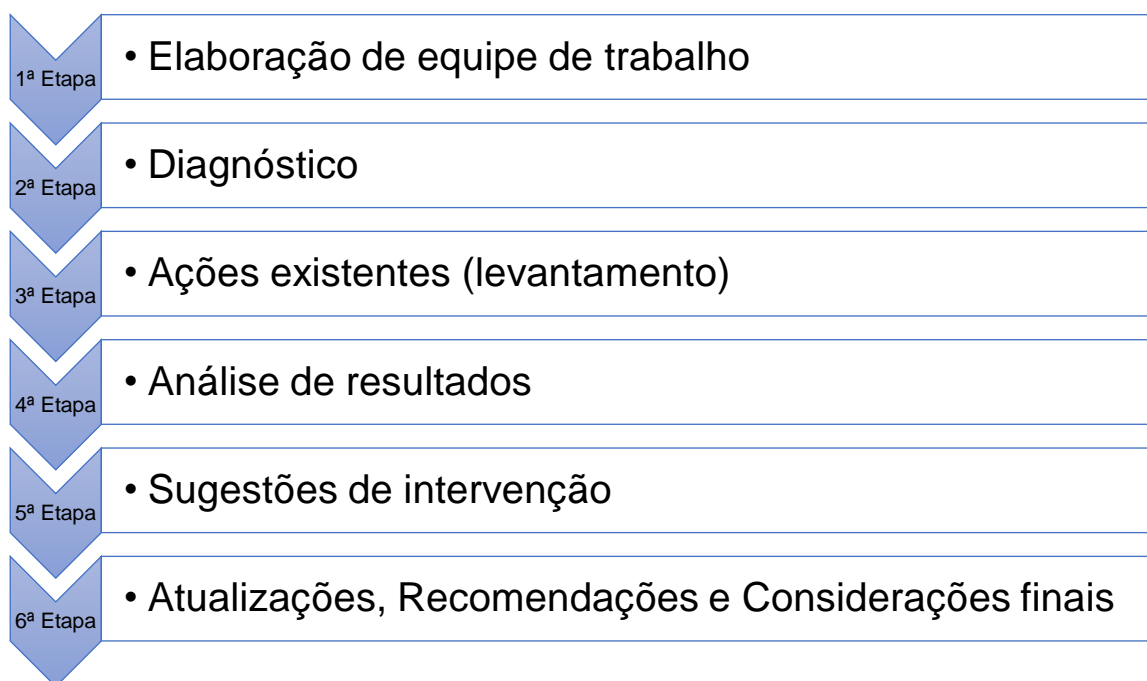 1ª Etapa
• Elaboração de equipe de trabalho
2ª Etapa
• Diagnóstico
3ª Etapa
• Ações existentes (levantamento)
4ª Etapa
• Análise de resultados
5ª Etapa
• Sugestões de intervenção
6ª Etapa
• Atualizações, Recomendações e Considerações finais